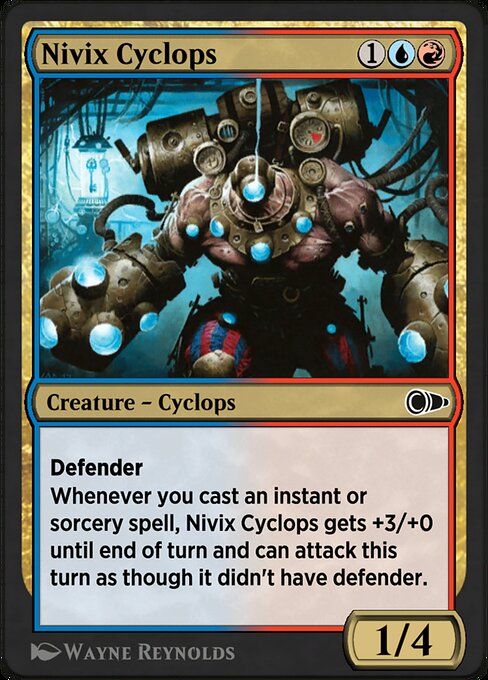 Nivix Cyclops 1
Creature – Cyclops
Defender
Whenever you cast an instant or
sorcery spell, Nivix Cyclops gets +3/+0
until end of turn and can attack this
turn as though it didn't have defender.
1/4
Wayne Reynolds